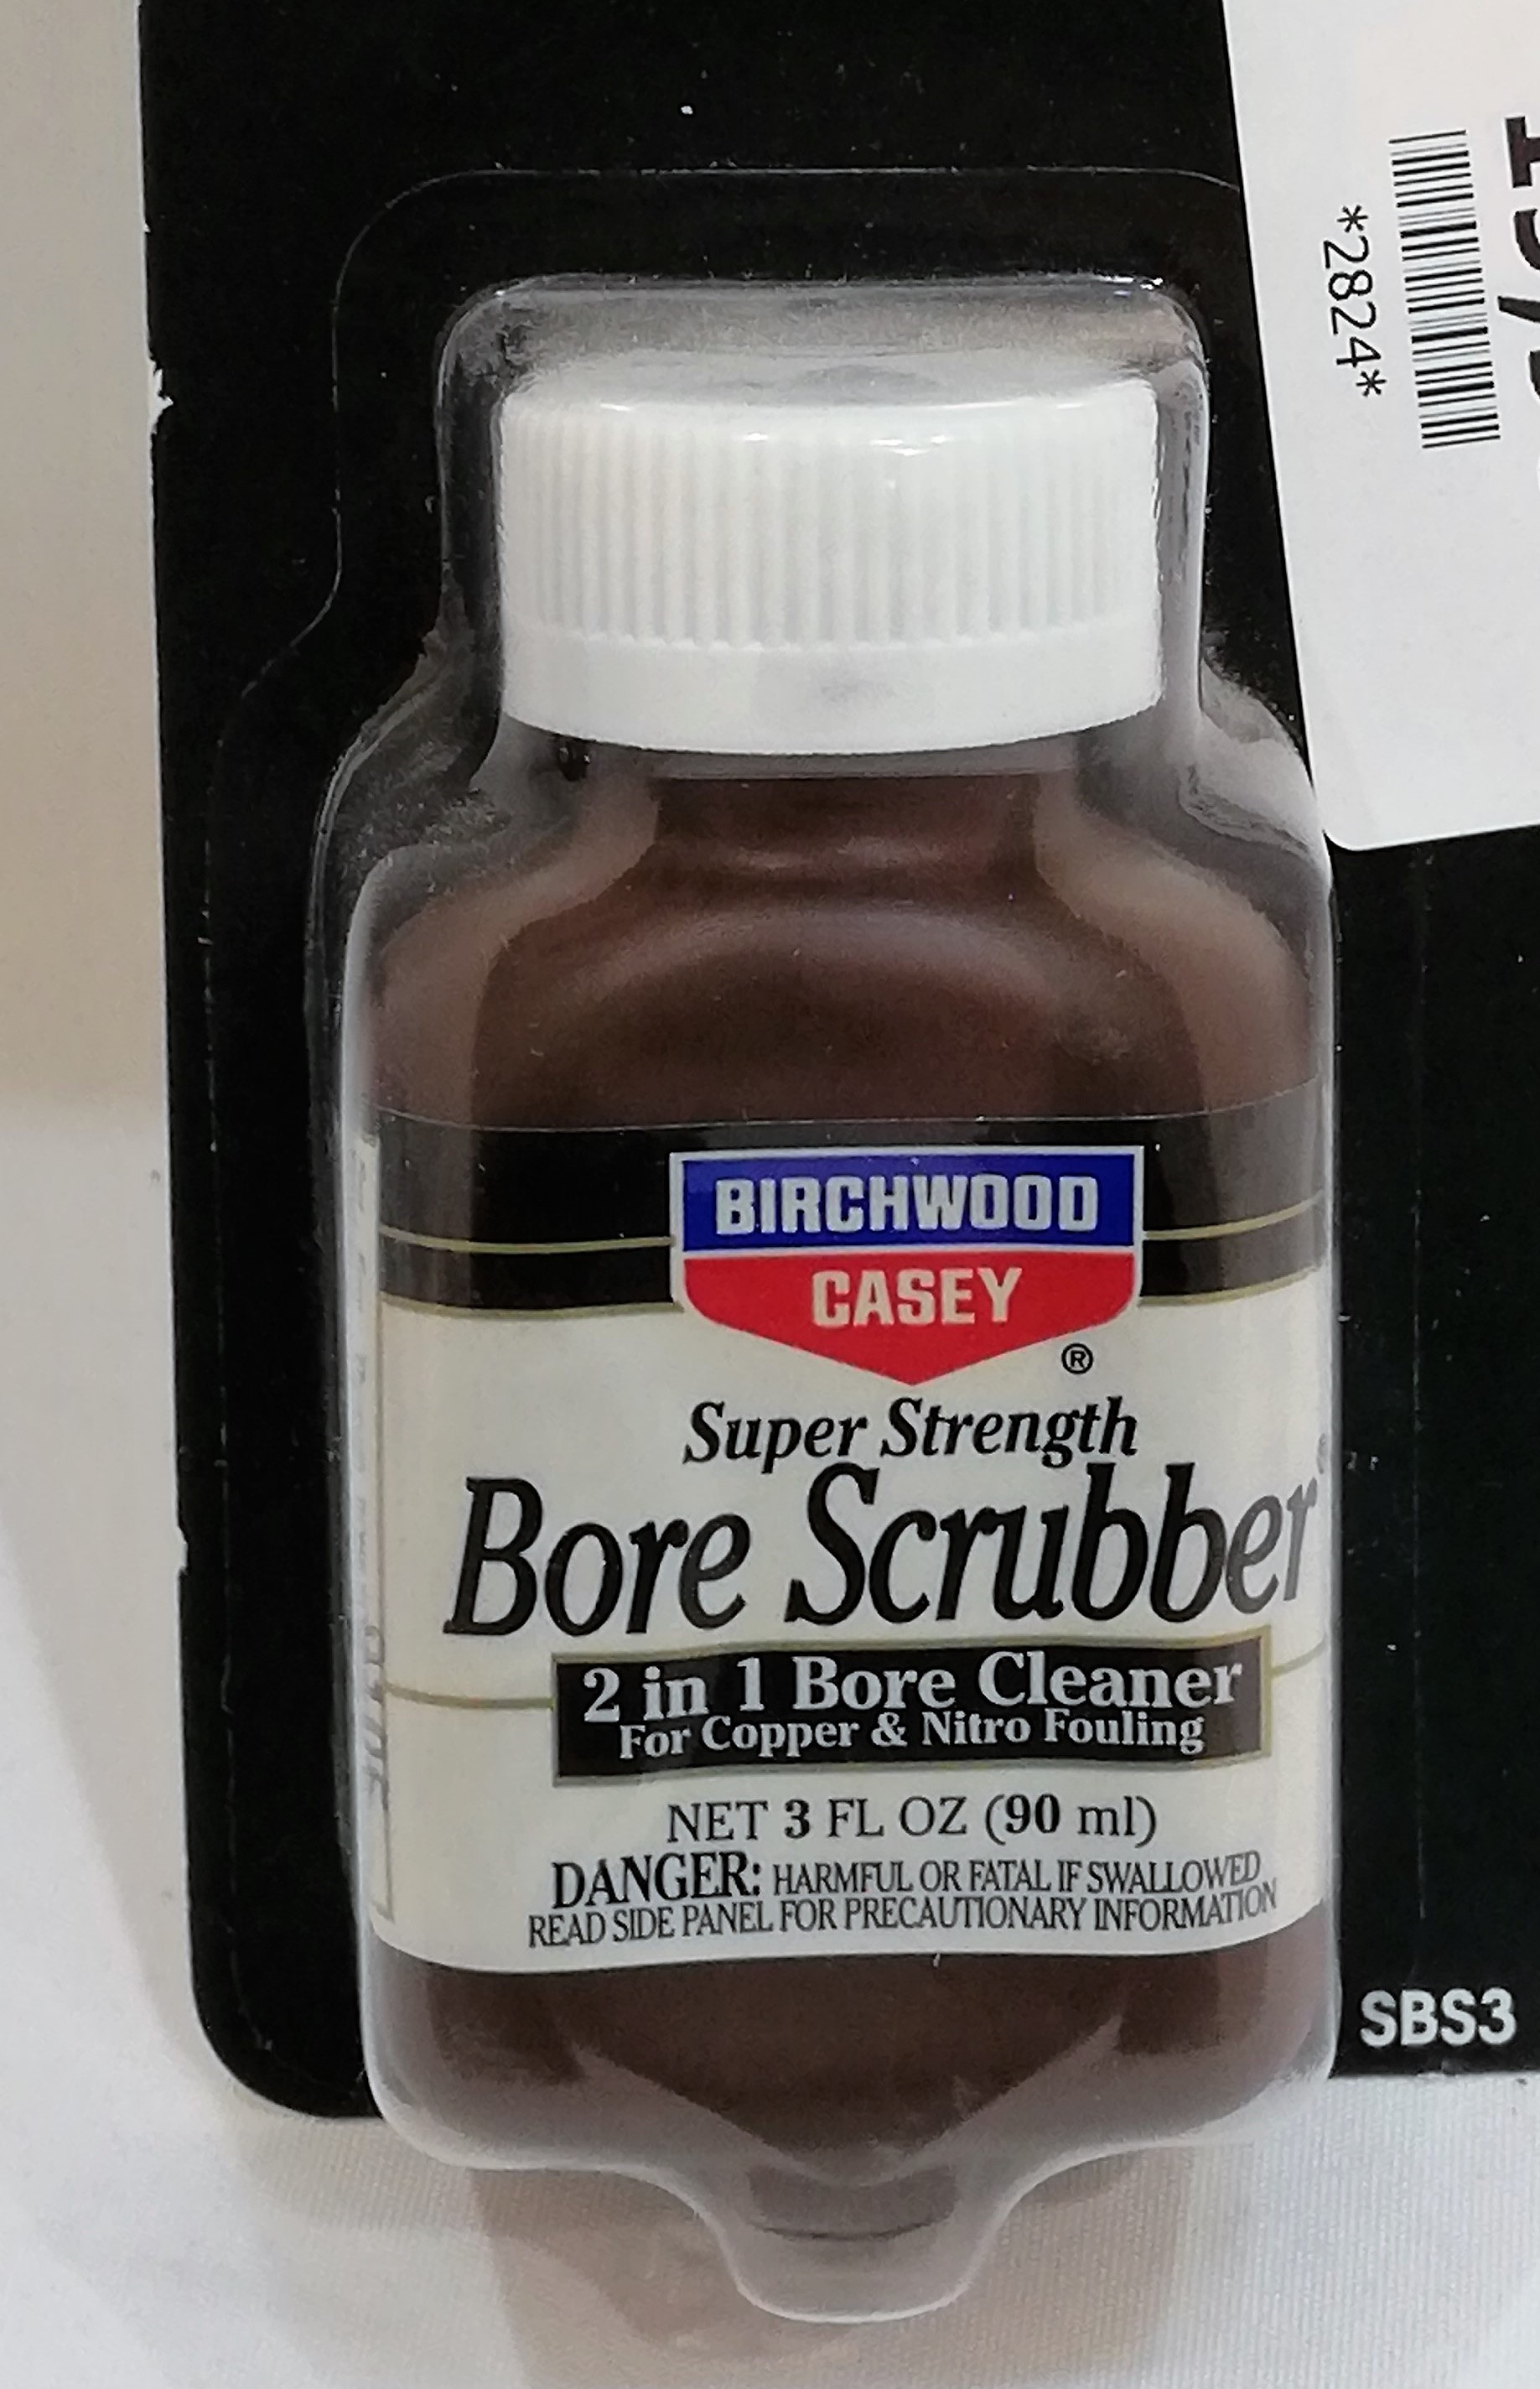 *2824*
BIRCHWOOD
CASEY
®
Super Strength
Bore Scrubber®
2 in 1 Bore Cleaner
For Copper & Nitro Fouling
NET 3 FL OZ (90 ml)
DANGER: HARMFUL OR FATAL IF SWALLOWED
READ SIDE PANEL FOR PRECAUTIONARY INFORMATION
SBS3